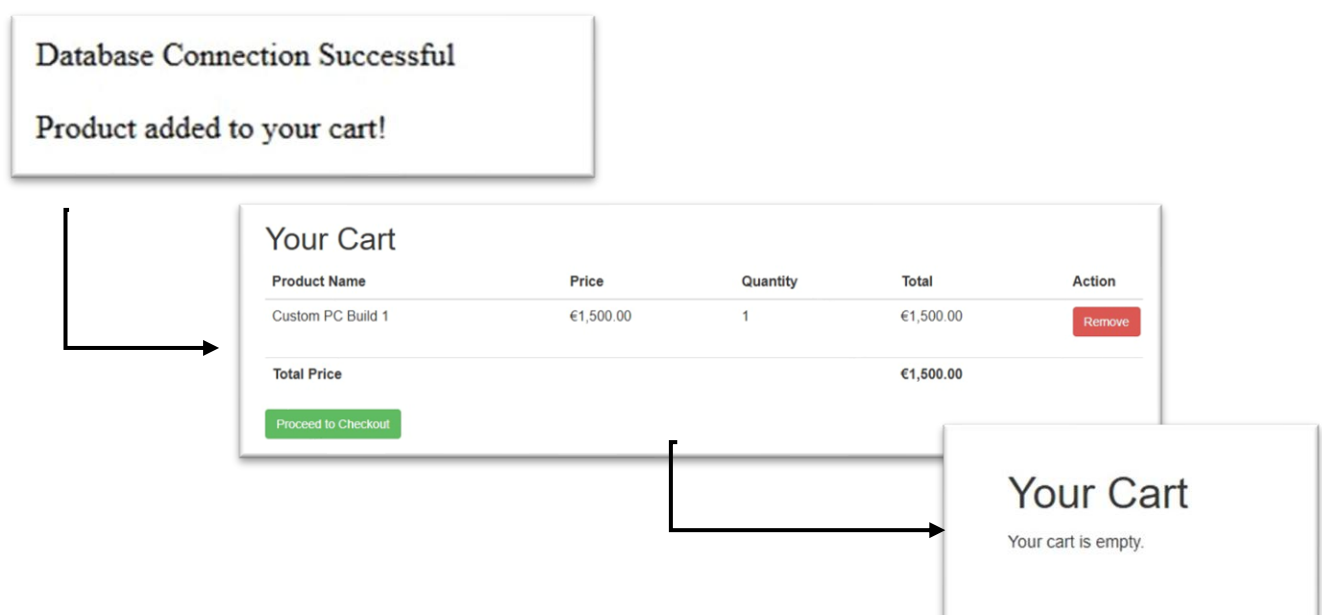 Database Connection Successful
Product added to your cart!
Your Cart
Product Name Price Quantity Total Action
Custom PC Build 1 €1,500.00 1 €1,500.00 Remove
Total Price €1,500.00
Proceed to Checkout
Your Cart
Your cart is empty.